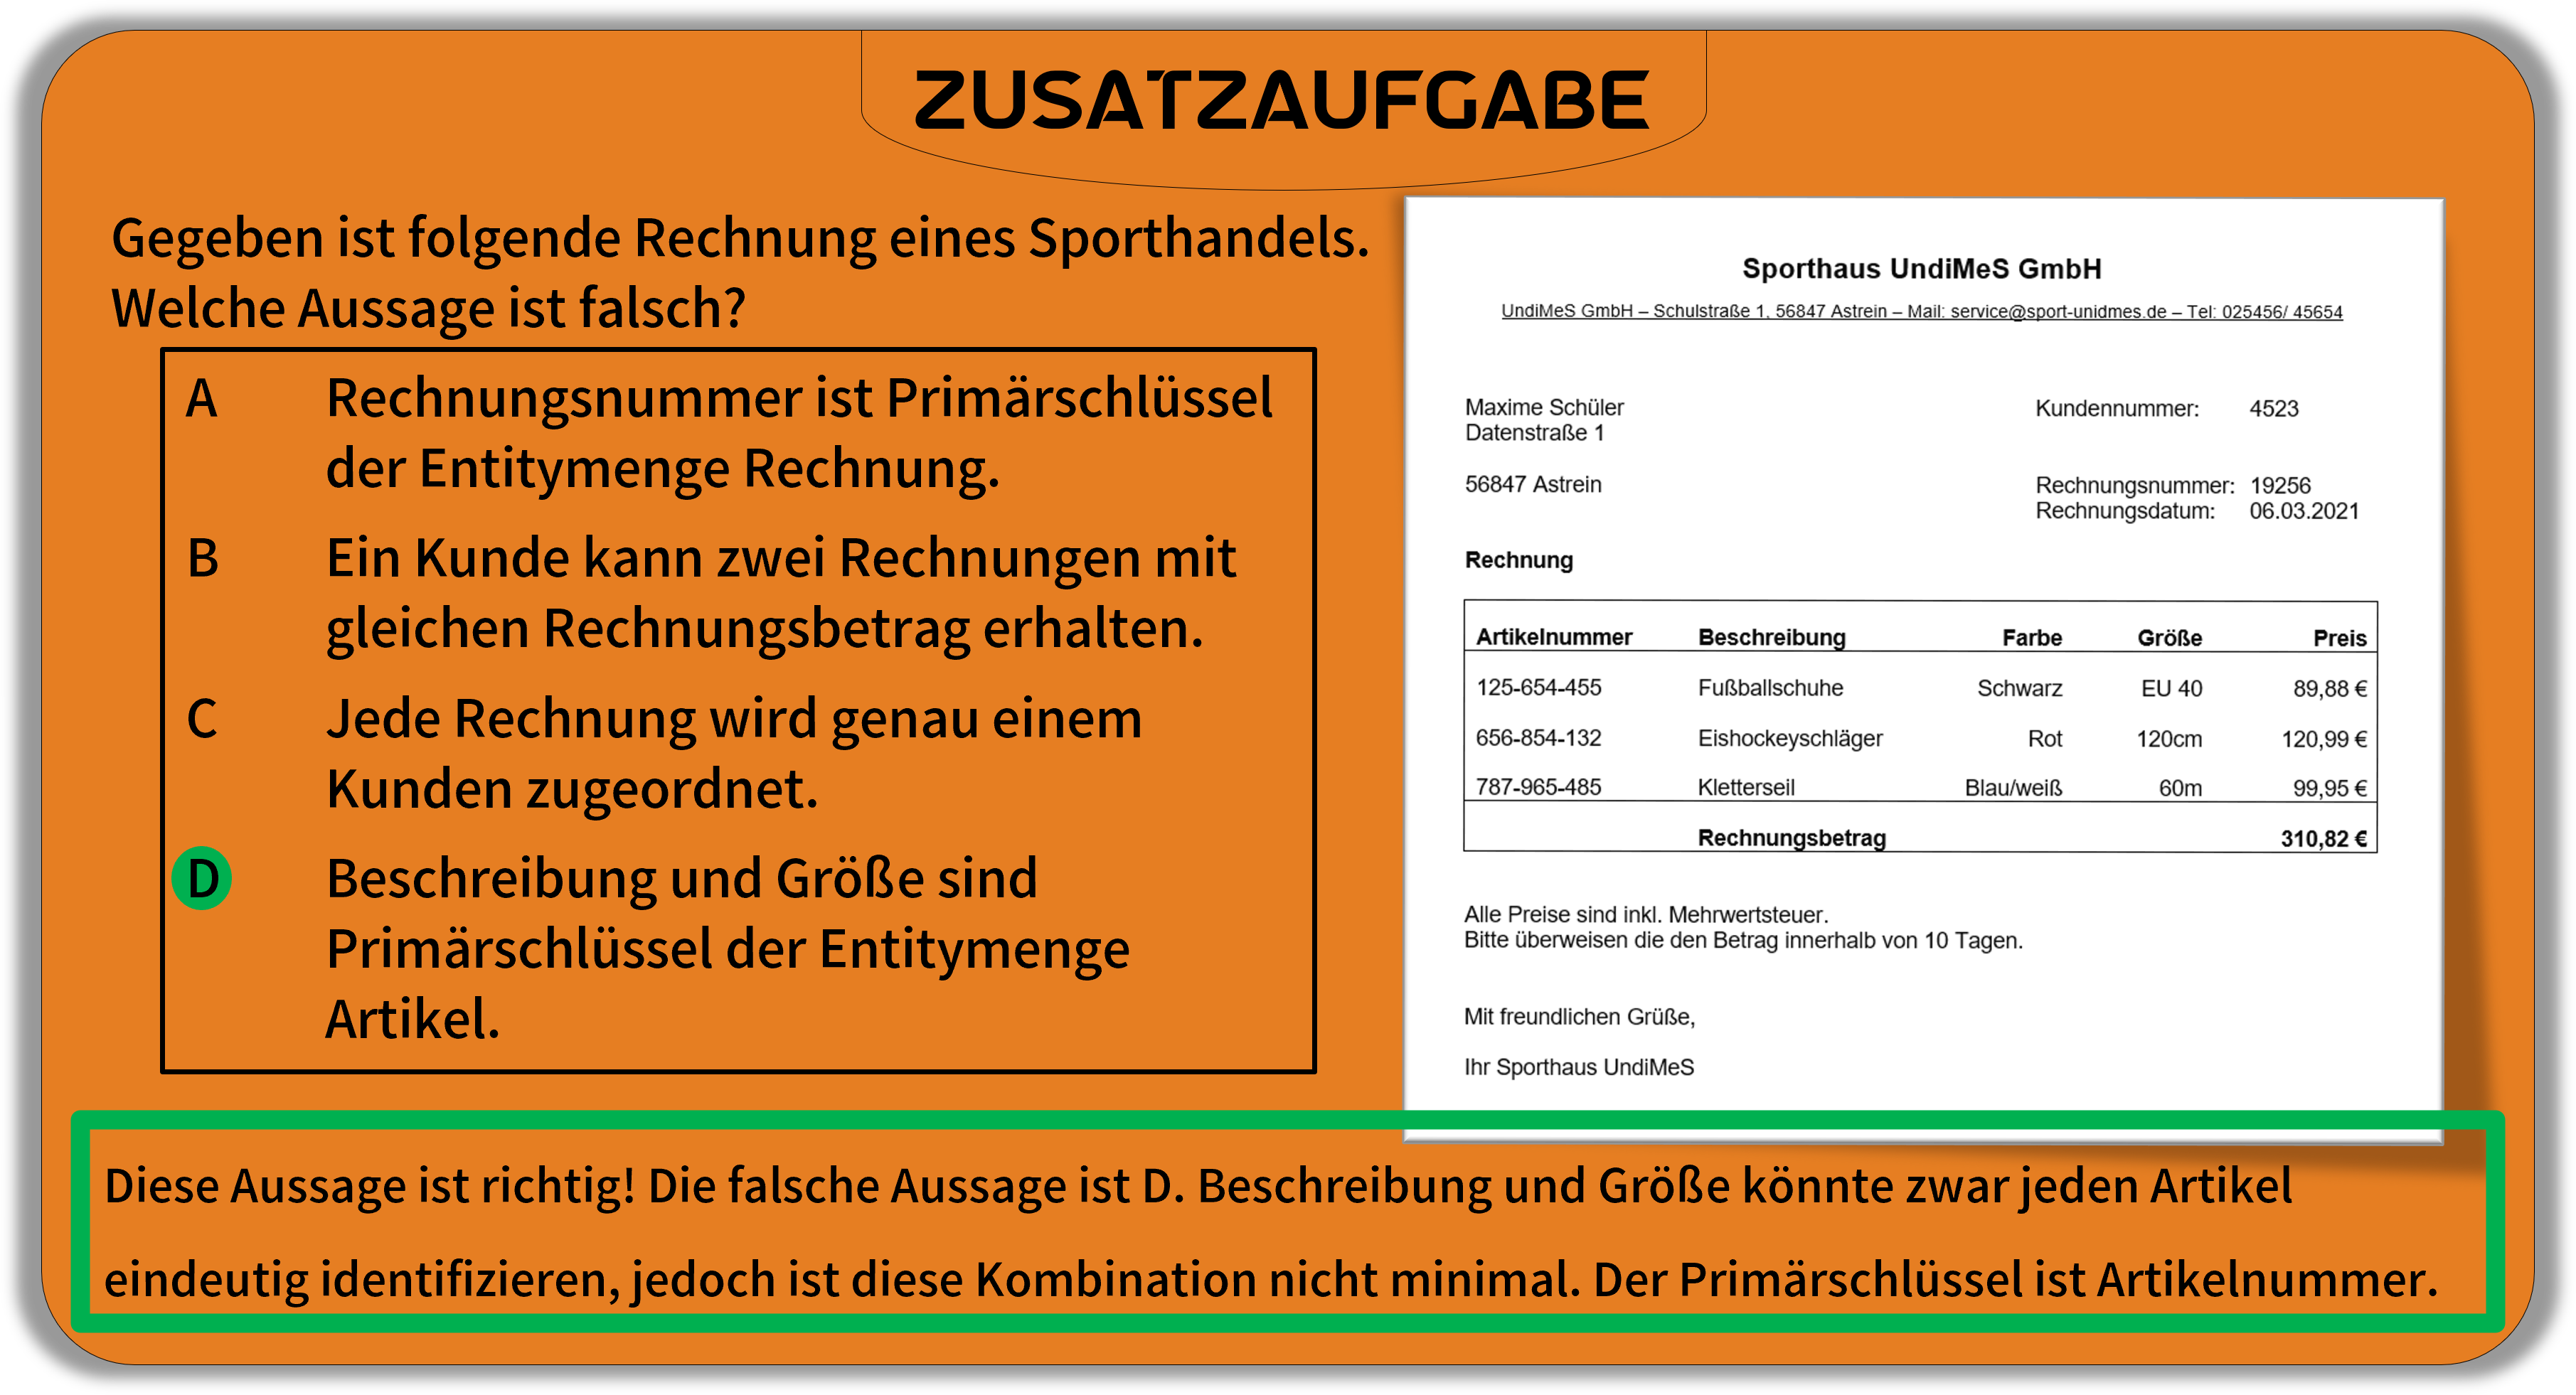 ZUSATZAUFGABE
Gegeben ist folgende Rechnung eines Sporthandels.
Welche Aussage ist falsch?
A Rechnungsnummer ist Primärschlüssel
der Entitymenge Rechnung.
B Ein Kunde kann zwei Rechnungen mit
gleichen Rechnungsbetrag erhalten.
C Jede Rechnung wird genau einem
Kunden zugeordnet.
D Beschreibung und Größe sind
Primärschlüssel der Entitymenge
Artikel.
Sporthaus UndiMeS GmbH
UndiMeS GmbH – Schulstraße 1, 56847 Astrein – Mail: service@sport-unidmes.de – Tel: 025456/ 45654
Maxime Schüler Kundennummer: 4523
Datenstraße 1
56847 Astrein Rechnungsnummer: 19256
Rechnungsdatum: 06.03.2021
Rechnung
Artikelnummer Beschreibung Farbe Größe Preis
125-654-455 Fußballschuhe Schwarz EU 40 89,88 €
656-854-132 Eishockeyschläger Rot 120cm 120,99 €
787-965-485 Kletterseil Blau/weiß 60m 99,95 €
Rechnungsbetrag 310,82 €
Alle Preise sind inkl. Mehrwertsteuer.
Bitte überweisen die den Betrag innerhalb von 10 Tagen.
Mit freundlichen Grüße,
Ihr Sporthaus UndiMeS
Diese Aussage ist richtig! Die falsche Aussage ist D. Beschreibung und Größe könnte zwar jeden Artikel
eindeutig identifizieren, jedoch ist diese Kombination nicht minimal. Der Primärschlüssel ist Artikelnummer.